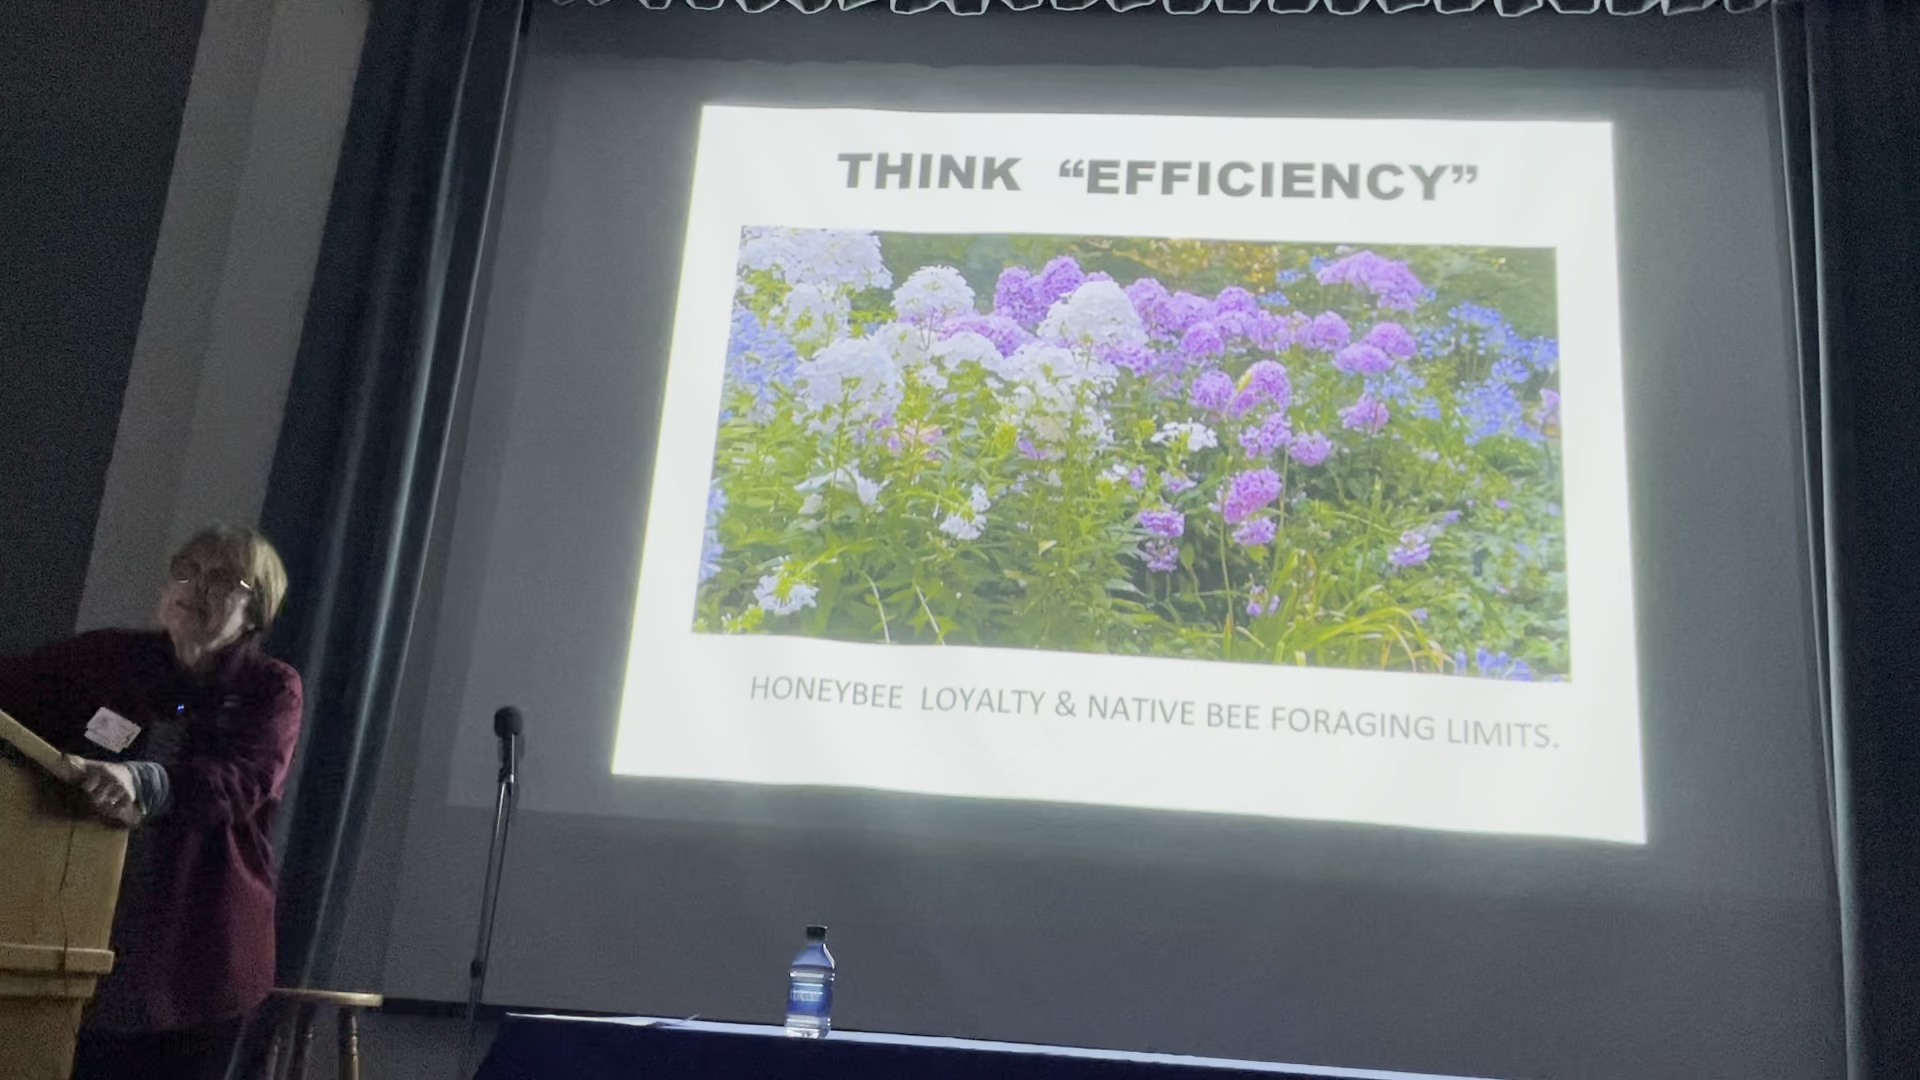 THINK “EFFICIENCY”
HONEYBEE LOYALTY & NATIVE BEE FORAGING LIMITS.